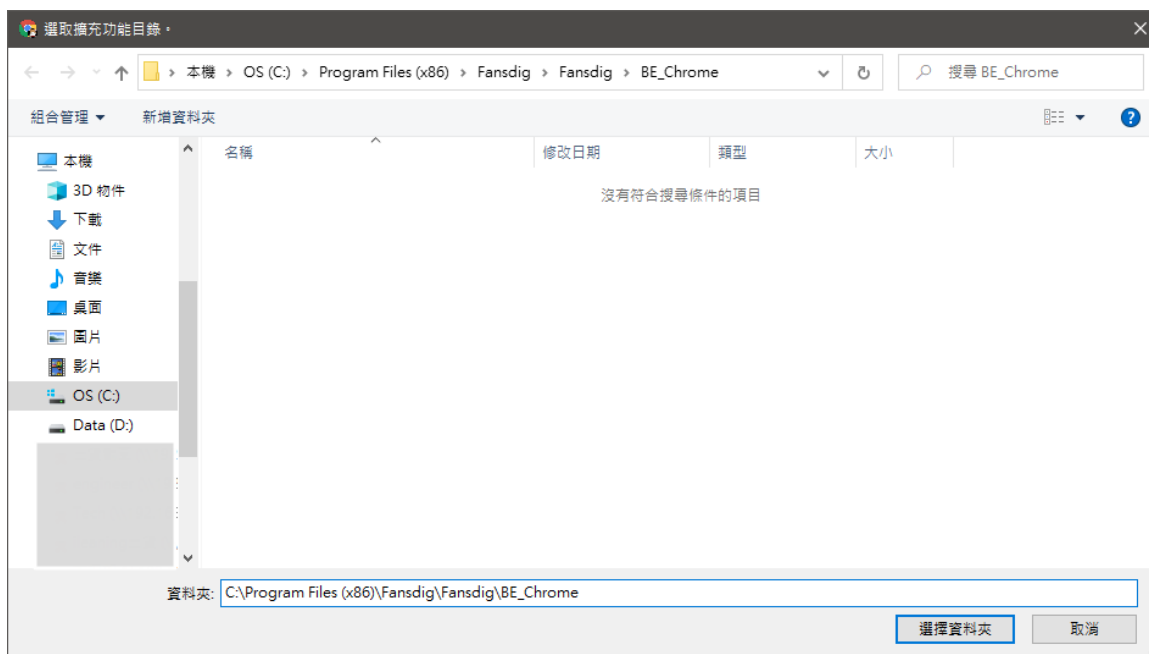 選取擴充功能目錄。
本機 › OS (C:) › Program Files (x86) › Fansdig › Fansdig › BE_Chrome
搜尋 BE_Chrome
組合管理
新增資料夾
名稱
修改日期
類型
大小
沒有符合搜尋條件的項目
本機
3D 物件
下載
文件
音樂
桌面
圖片
影片
OS (C:)
Data (D:)
資料夾: C:\Program Files (x86)\Fansdig\Fansdig\BE_Chrome
選擇資料夾
取消